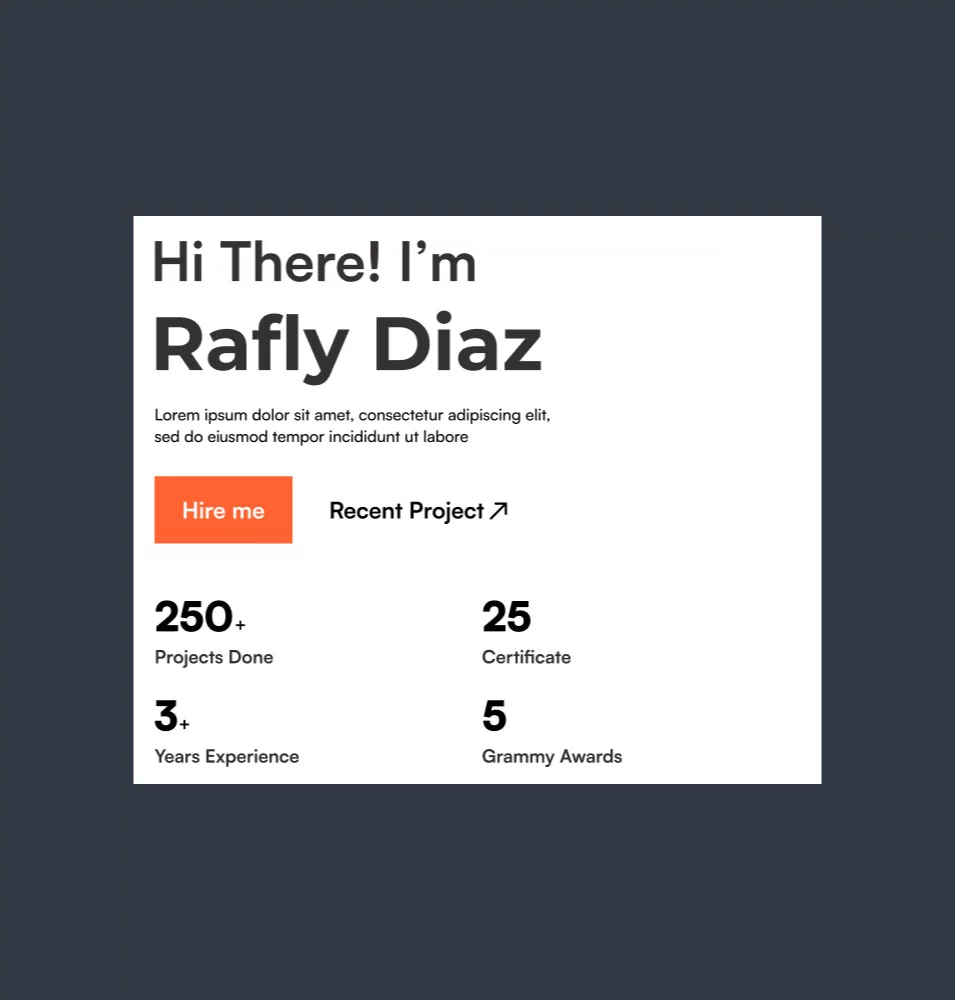 Hi There! I’m
Rafly Diaz
Lorem ipsum dolor sit amet, consectetur adipiscing elit,
sed do eiusmod tempor incididunt ut labore
Hire me
Recent Project
250+
Projects Done
25
Certificate
3+
Years Experience
5
Grammy Awards